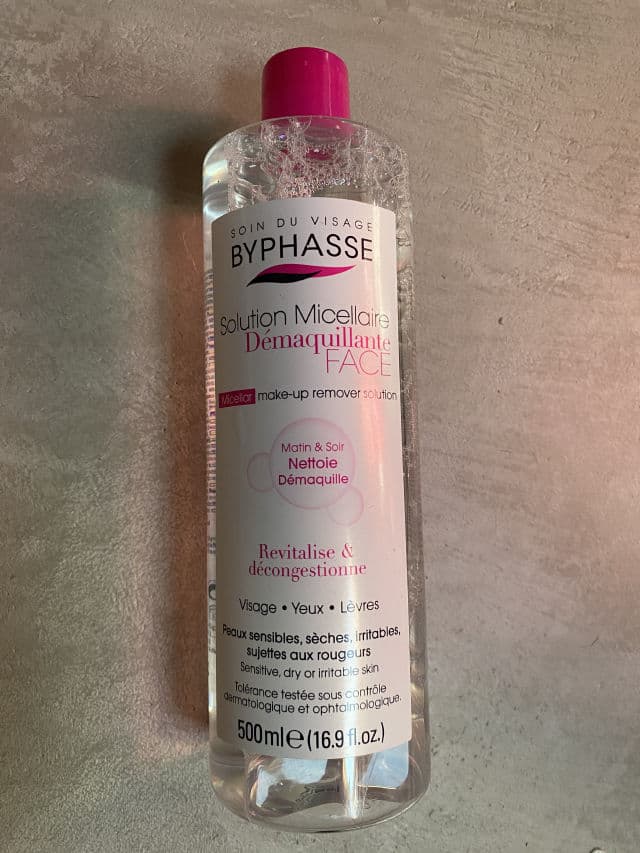 SOIN DU VISAGE
BYPHASSE
Solution Micellaire
Démaquillante
FACE
Micellar make-up remover solution
Matin & Soir
Nettoie
Démaquille
Revitalise &
décongestionne
Visage • Yeux • Lèvres
Peaux sensibles, sèches, irritables,
sujettes aux rougeurs
Sensitive, dry or irritable skin
Tolérance testée sous contrôle
dermatologique et ophtalmologique.
500ml e (16.9 fl.oz.)